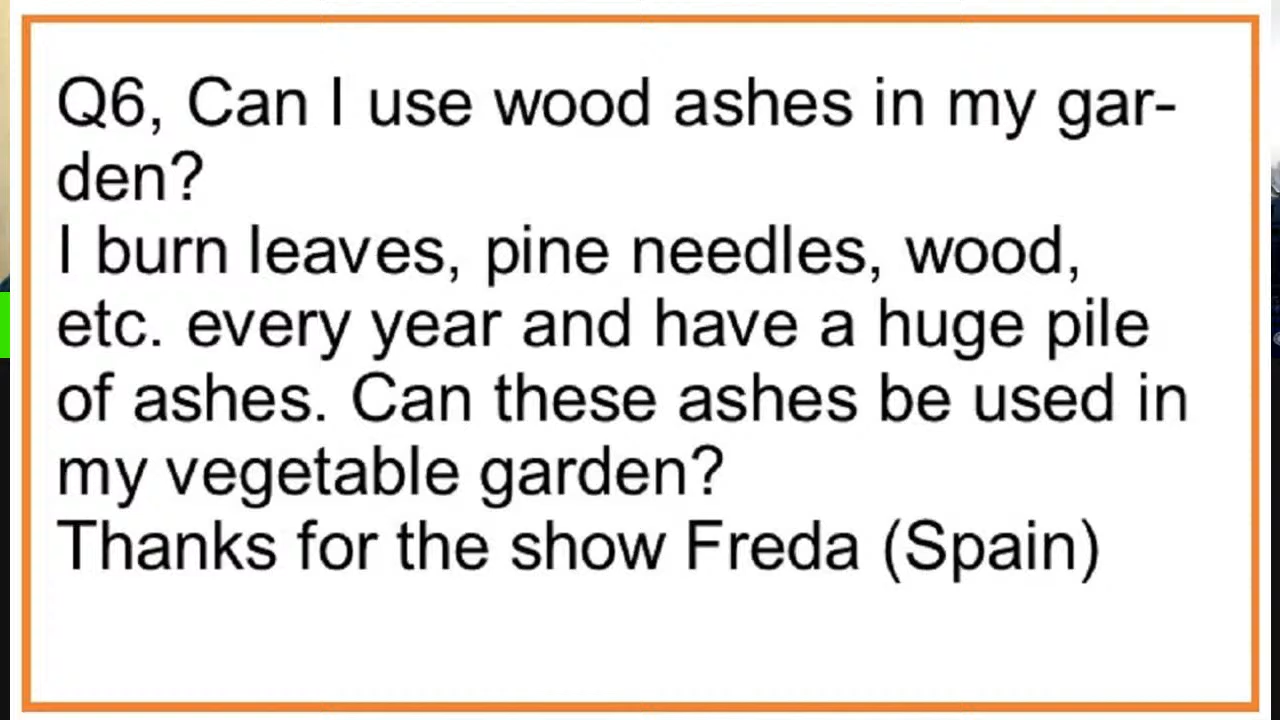 Q6, Can I use wood ashes in my gar-
den?
I burn leaves, pine needles, wood,
etc. every year and have a huge pile
of ashes. Can these ashes be used in
my vegetable garden?
Thanks for the show Freda (Spain)